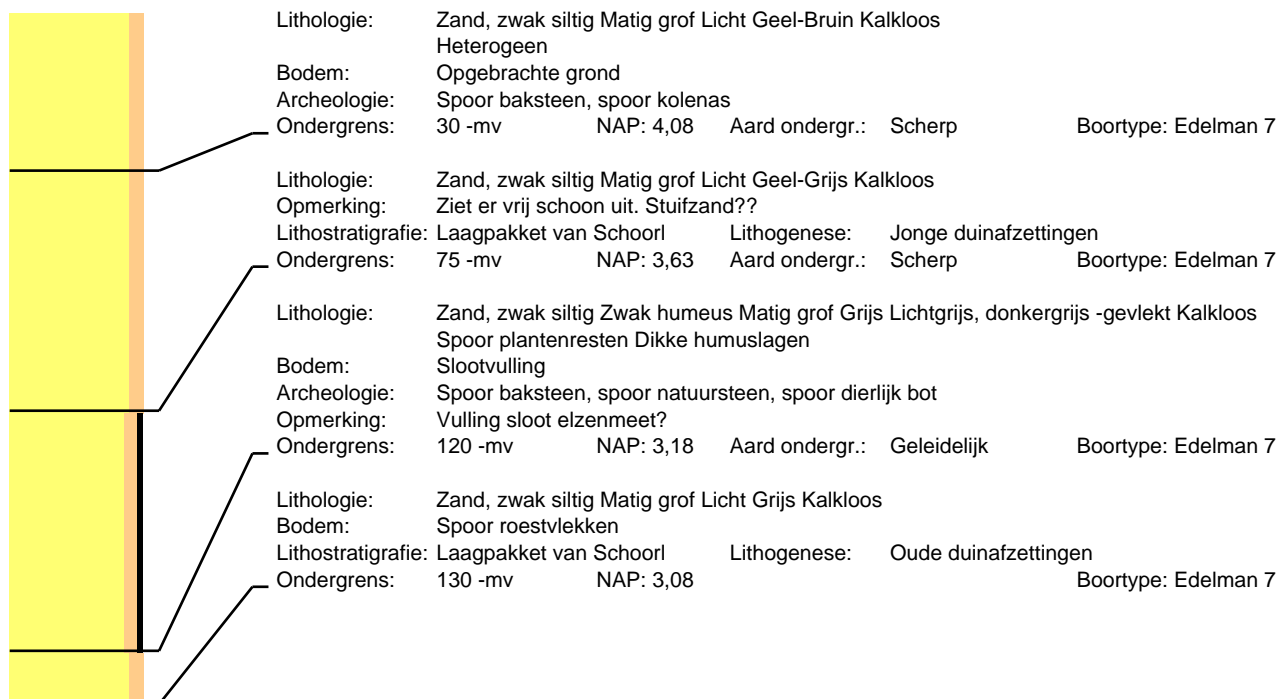 Lithologie: Zand, zwak siltig Matig grof Licht Geel-Bruin Kalkloos
Heterogeen
Bodem: Opgebrachte grond
Archeologie: Spoor baksteen, spoor kolenas
Ondergrens: 30 -mv NAP: 4,08 Aard ondergr.: Scherp Boortype: Edelman 7
Lithologie: Zand, zwak siltig Matig grof Licht Geel-Grijs Kalkloos
Opmerking: Ziet er vrij schoon uit. Stuifzand??
Lithostratigrafie: Laagpakket van Schoorl Lithogenese: Jonge duinafzettingen
Ondergrens: 75 -mv NAP: 3,63 Aard ondergr.: Scherp Boortype: Edelman 7
Lithologie: Zand, zwak siltig Zwak humeus Matig grof Grijs Lichtgrijs, donkergrijs -gevlekt Kalkloos
Spoor plantenresten Dikke humuslagen
Bodem: Slootvulling
Archeologie: Spoor baksteen, spoor natuursteen, spoor dierlijk bot
Opmerking: Vulling sloot elzenmeet?
Ondergrens: 120 -mv NAP: 3,18 Aard ondergr.: Geleidelijk Boortype: Edelman 7
Lithologie: Zand, zwak siltig Matig grof Licht Grijs Kalkloos
Bodem: Spoor roestvlekken
Lithostratigrafie: Laagpakket van Schoorl Lithogenese: Oude duinafzettingen
Ondergrens: 130 -mv NAP: 3,08 Boortype: Edelman 7